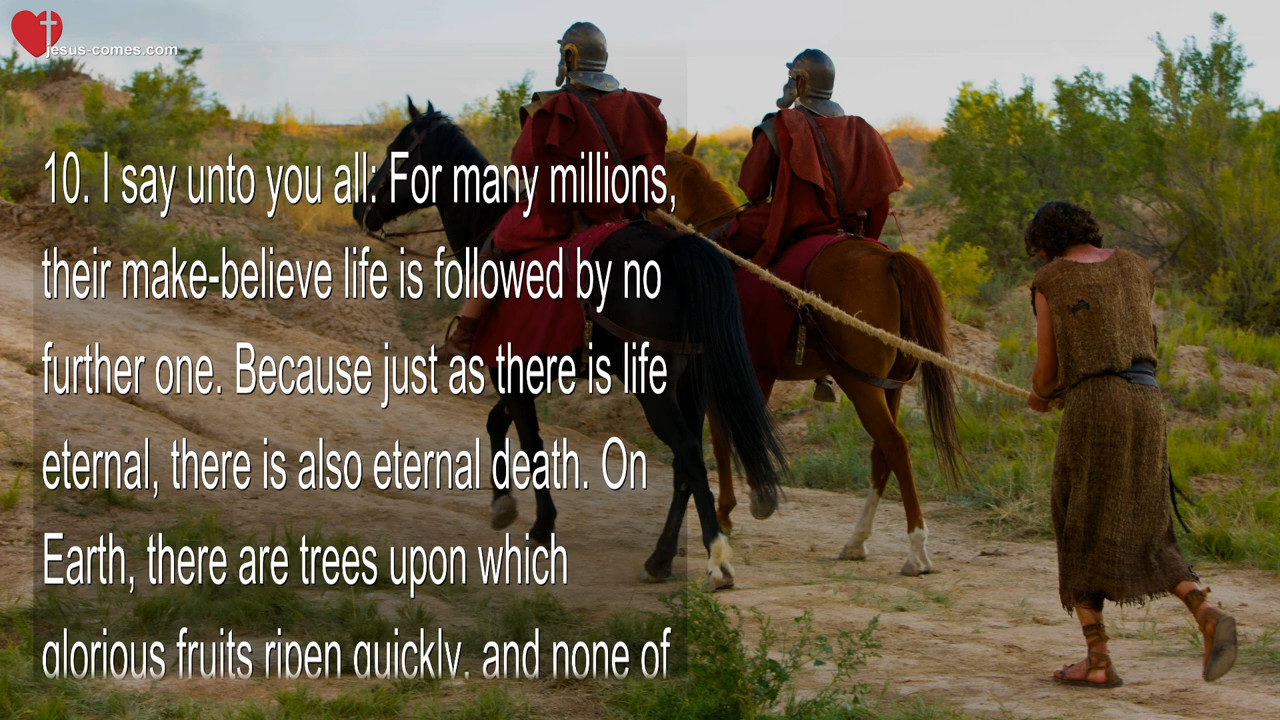 jesus-comes.com
10. I say unto you all: For many millions,
their make-believe life is followed by no
further one. Because just as there is life
eternal, there is also eternal death. On
Earth, there are trees upon which
glorious fruits ripen quickly, and none of